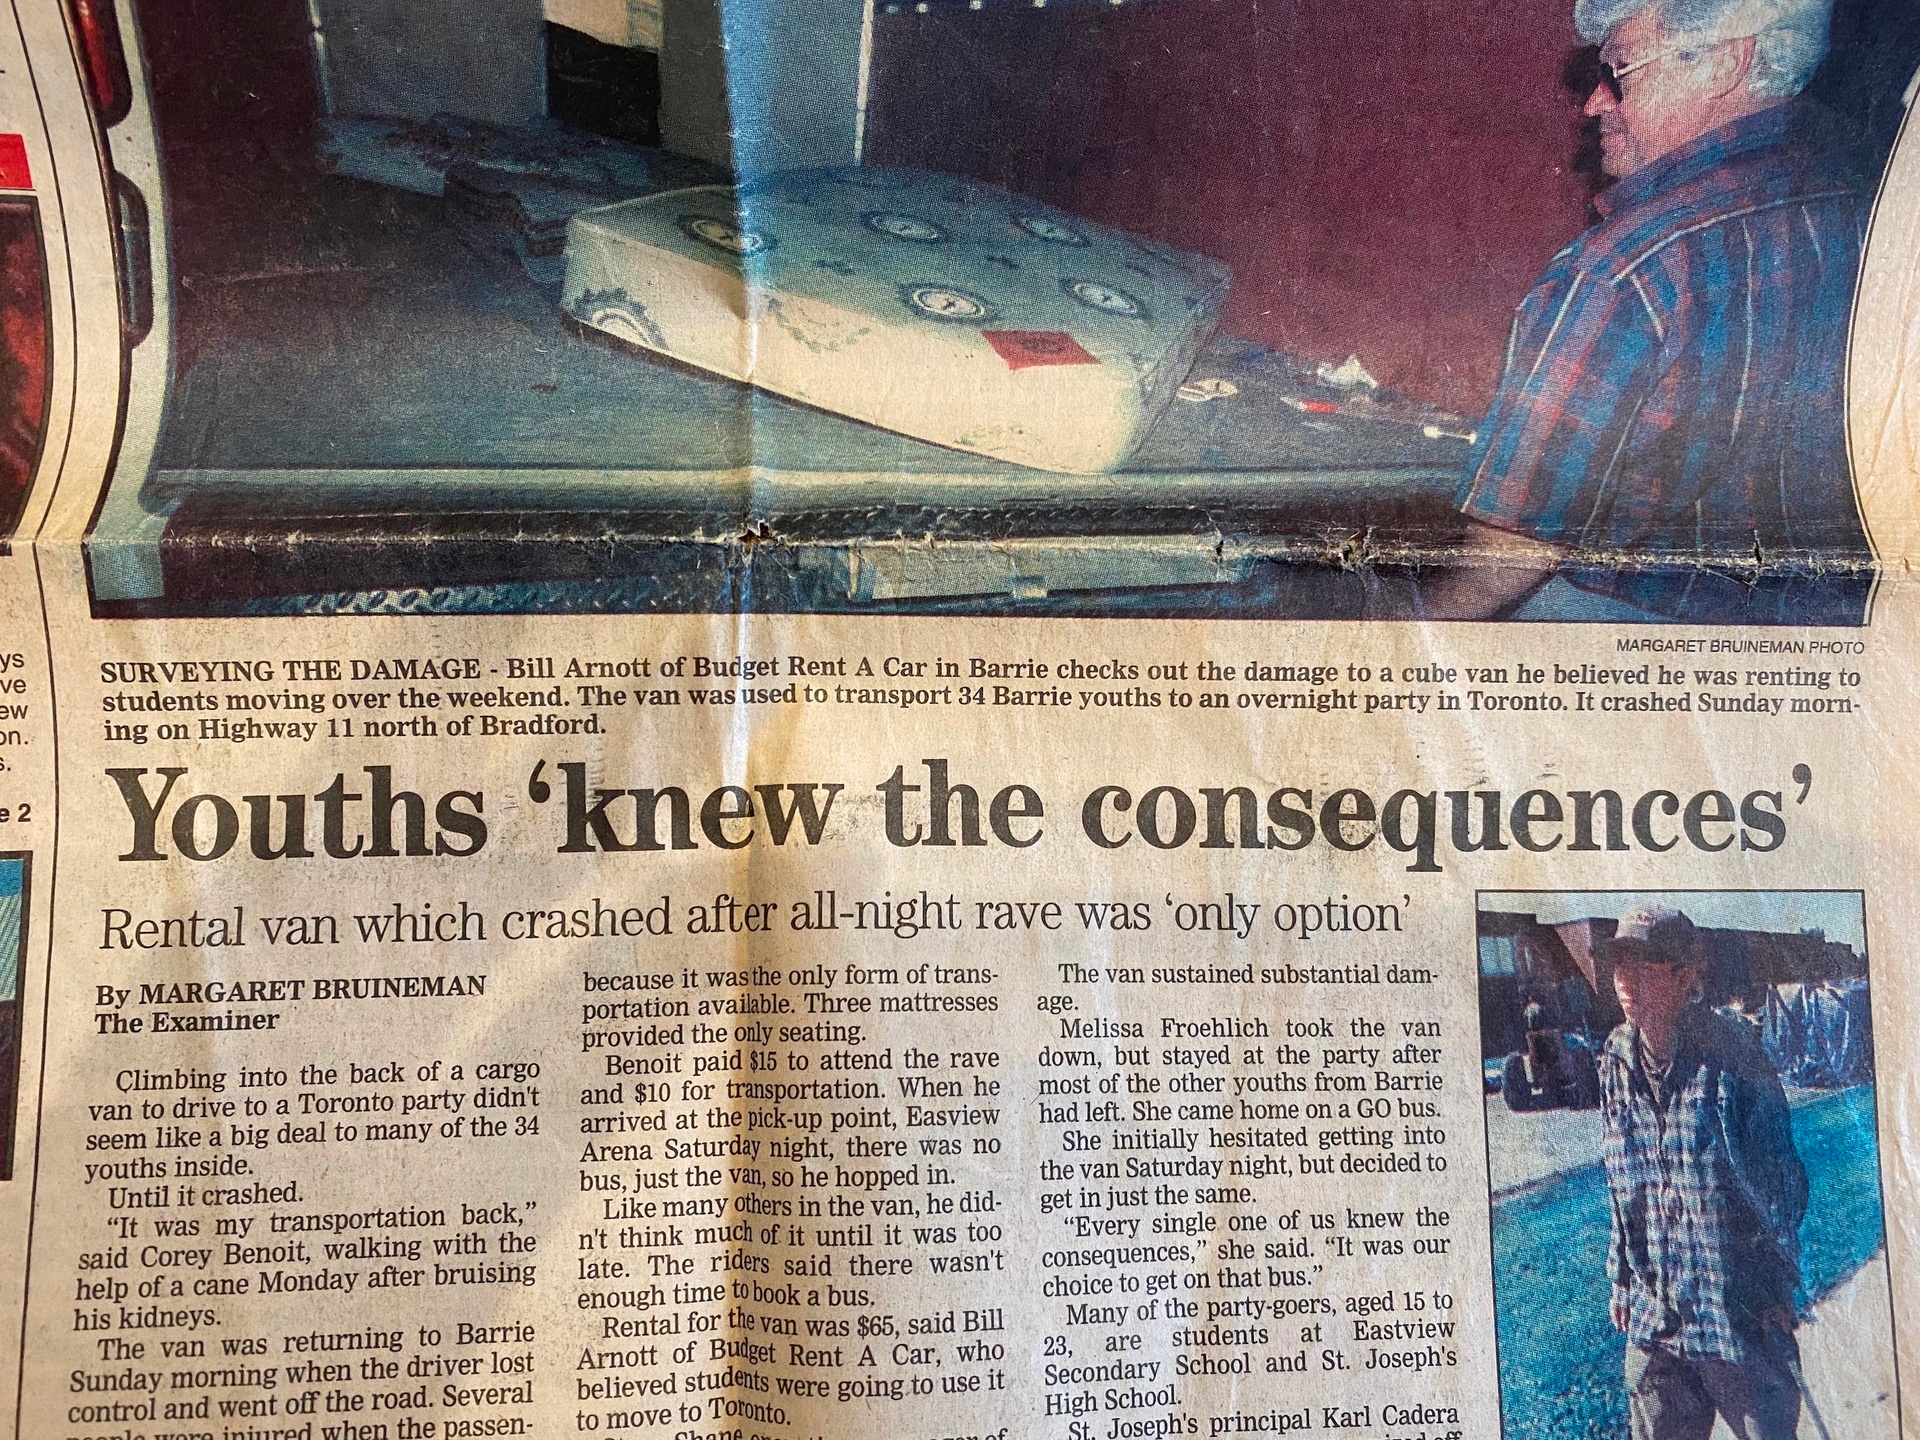 ys
ve
ew
on.
s.
e 2
MARGARET BRUINEMAN PHOTO
SURVEYING THE DAMAGE - Bill Arnott of Budget Rent A Car in Barrie checks out the damage to a cube van he believed he was renting to
students moving over the weekend. The van was used to transport 34 Barrie youths to an overnight party in Toronto. It crashed Sunday morn-
ing on Highway 11 north of Bradford.
Youths ‘knew the consequences’
Rental van which crashed after all-night rave was ‘only option’
By MARGARET BRUINEMAN
The Examiner
Climbing into the back of a cargo
van to drive to a Toronto party didn't
seem like a big deal to many of the 34
youths inside.
Until it crashed.
“It was my transportation back,”
said Corey Benoit, walking with the
help of a cane Monday after bruising
his kidneys.
The van was returning to Barrie
Sunday morning when the driver lost
control and went off the road. Several
people were injured when the passen-
because it was the only form of trans-
portation available. Three mattresses
provided the only seating.
Benoit paid $15 to attend the rave
and $10 for transportation. When he
arrived at the pick-up point, Easview
Arena Saturday night, there was no
bus, just the van, so he hopped in.
Like many others in the van, he did-
n't think much of it until it was too
late. The riders said there wasn't
enough time to book a bus.
Rental for the van was $65, said Bill
Arnott of Budget Rent A Car, who
believed students were going to use it
to move to Toronto.
Shane
of
The van sustained substantial dam-
age.
Melissa Froehlich took the van
down, but stayed at the party after
most of the other youths from Barrie
had left. She came home on a GO bus.
She initially hesitated getting into
the van Saturday night, but decided to
get in just the same.
“Every single one of us knew the
consequences,” she said. “It was our
choice to get on that bus.”
Many of the party-goers, aged 15 to
23, are students at Eastview
Secondary School and St. Joseph's
High School.
St. Joseph's principal Karl Cadera